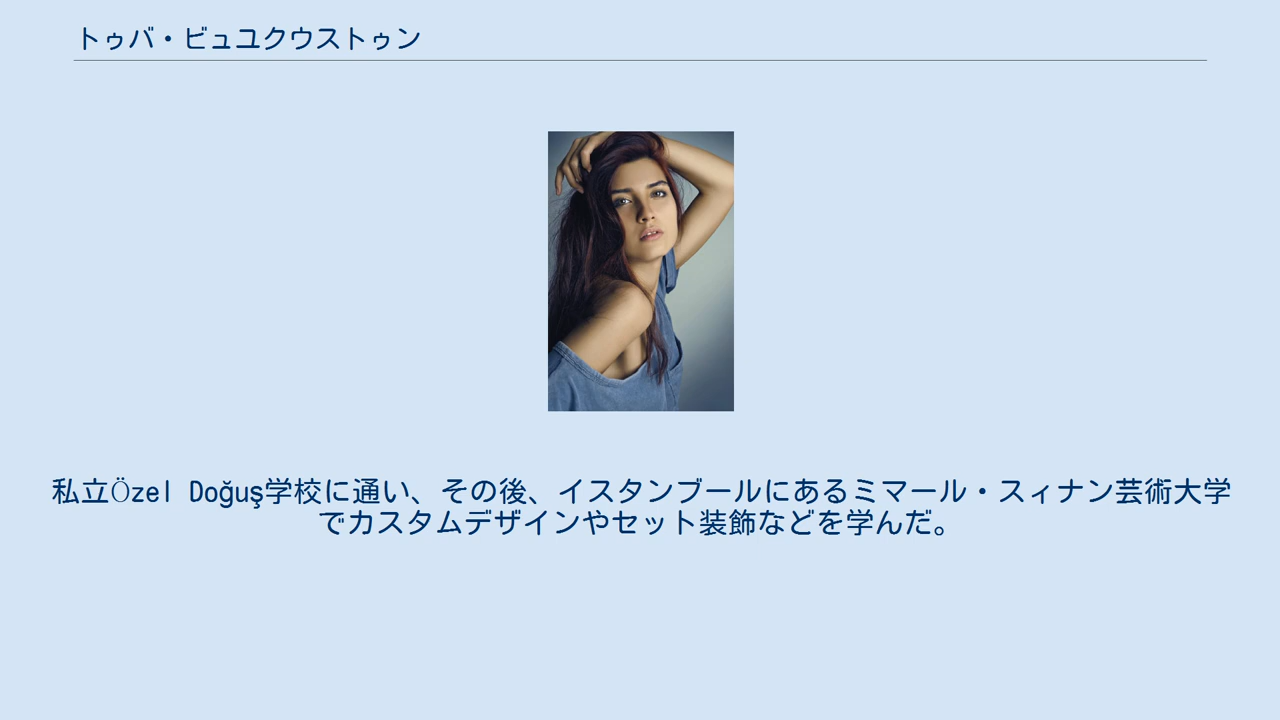 トゥバ・ビュユクウストゥン
私立Özel Doğuş学校に通い、その後、イスタンブールにあるミマール・スィナン芸術大学
でカスタムデザインやセット装飾などを学んだ。